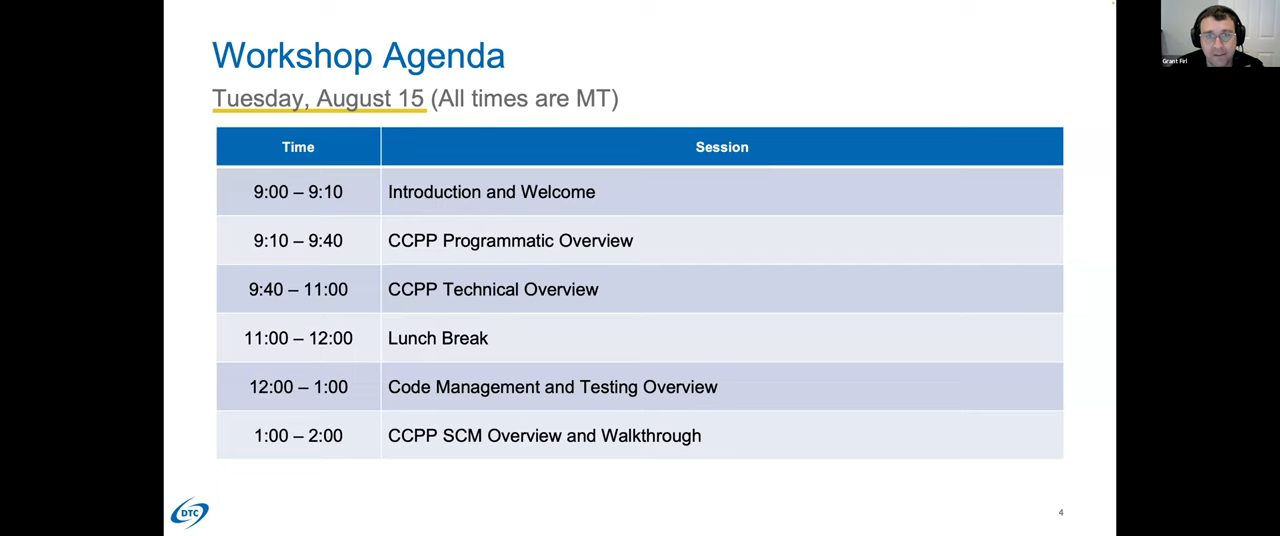 Workshop Agenda
Tuesday, August 15 (All times are MT)
Time Session
9:00 – 9:10 Introduction and Welcome
9:10 – 9:40 CCPP Programmatic Overview
9:40 – 11:00 CCPP Technical Overview
11:00 – 12:00 Lunch Break
12:00 – 1:00 Code Management and Testing Overview
1:00 – 2:00 CCPP SCM Overview and Walkthrough
DTC
4
Grant Firl